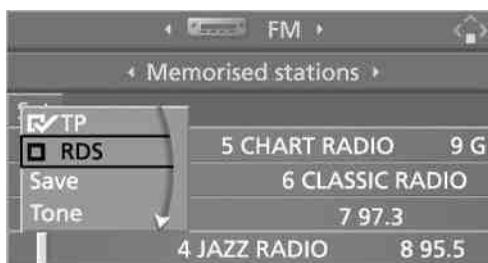 FM
Memorised stations
TP
RDS 5 CHART RADIO 9 G
Save 6 CLASSIC RADIO
Tone 7 97.3
4 JAZZ RADIO 8 95.5